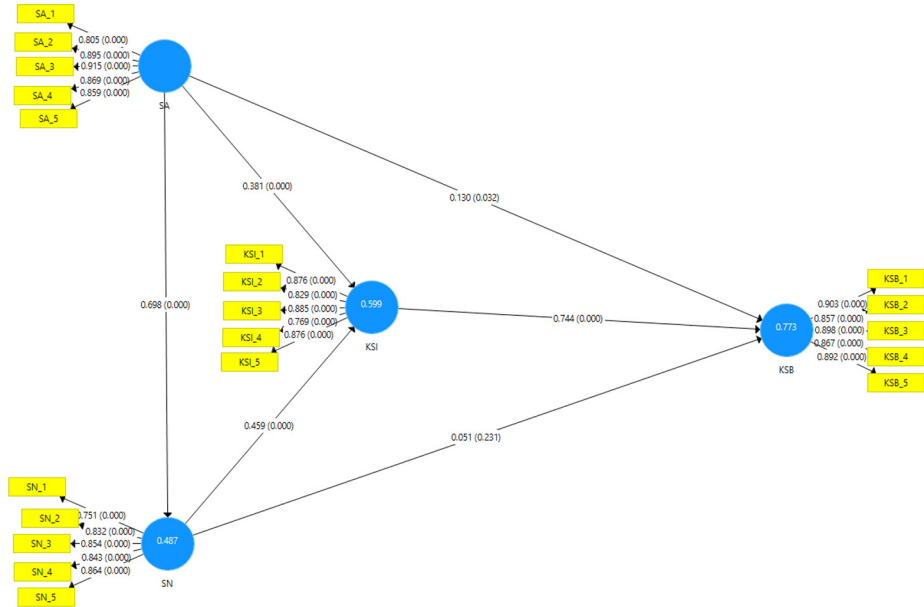 SA_1
SA_2
SA_3
SA_4
SA_5
0.805 (0.000)
0.895 (0.000)
0.915 (0.000)
0.869 (0.000)
0.859 (0.000)
SA
0.381 (0.000)
0.130 (0.032)
0.698 (0.000)
KSI_1
KSI_2
KSI_3
KSI_4
KSI_5
0.876 (0.000)
0.829 (0.000)
0.885 (0.000)
0.769 (0.000)
0.876 (0.000)
0.599
KSI
0.744 (0.000)
0.773
KSB
0.903 (0.000)
0.857 (0.000)
0.898 (0.000)
0.867 (0.000)
0.892 (0.000)
KSB_1
KSB_2
KSB_3
KSB_4
KSB_5
0.459 (0.000)
0.051 (0.231)
SN_1
SN_2
SN_3
SN_4
SN_5
0.751 (0.000)
0.832 (0.000)
0.854 (0.000)
0.843 (0.000)
0.864 (0.000)
0.487
SN